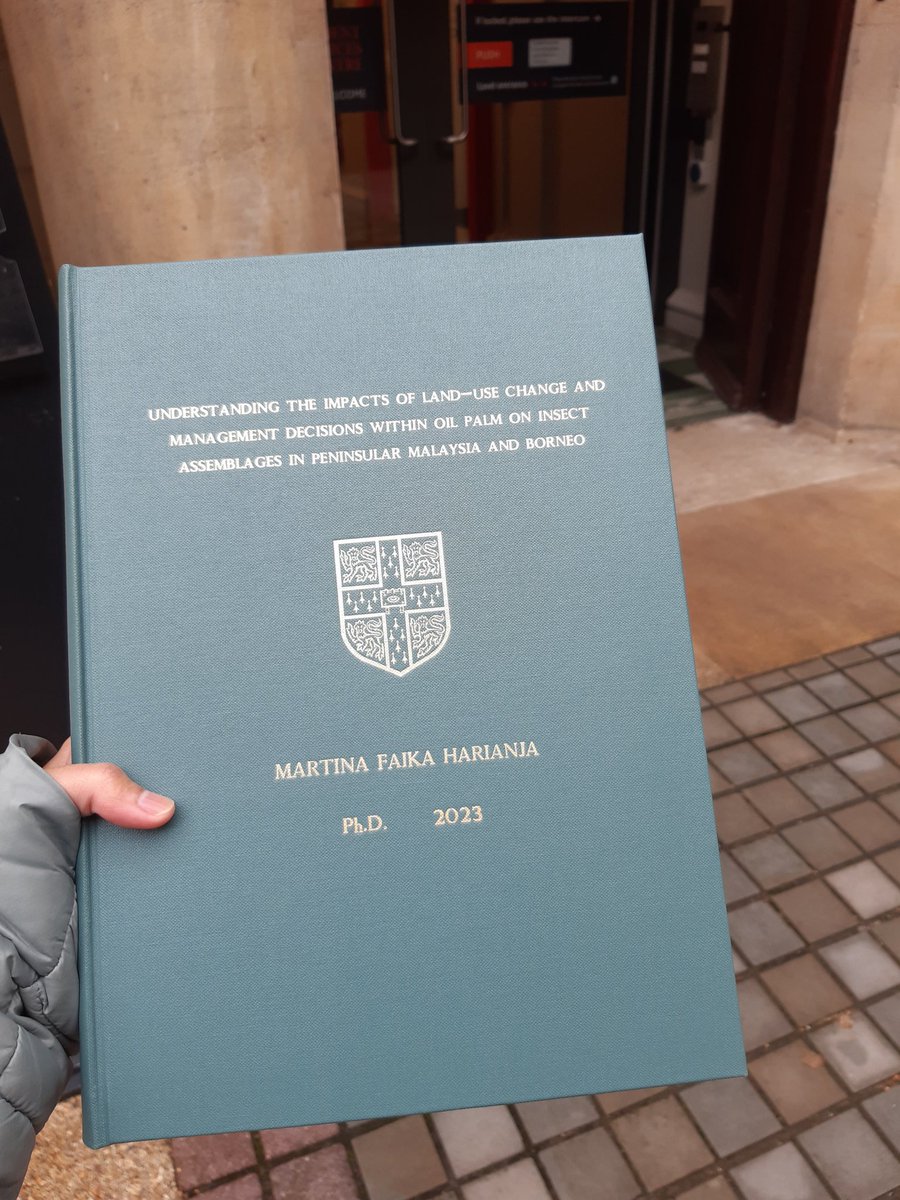 PUSH
UNDERSTANDING THE IMPACTS OF LAND-USE CHANGE AND
MANAGEMENT DECISIONS WITHIN OIL PALM ON INSECT
ASSEMBLAGES IN PENINSULAR MALAYSIA AND BORNEO
MARTINA FAIKA HARIANJA
Ph.D. 2023